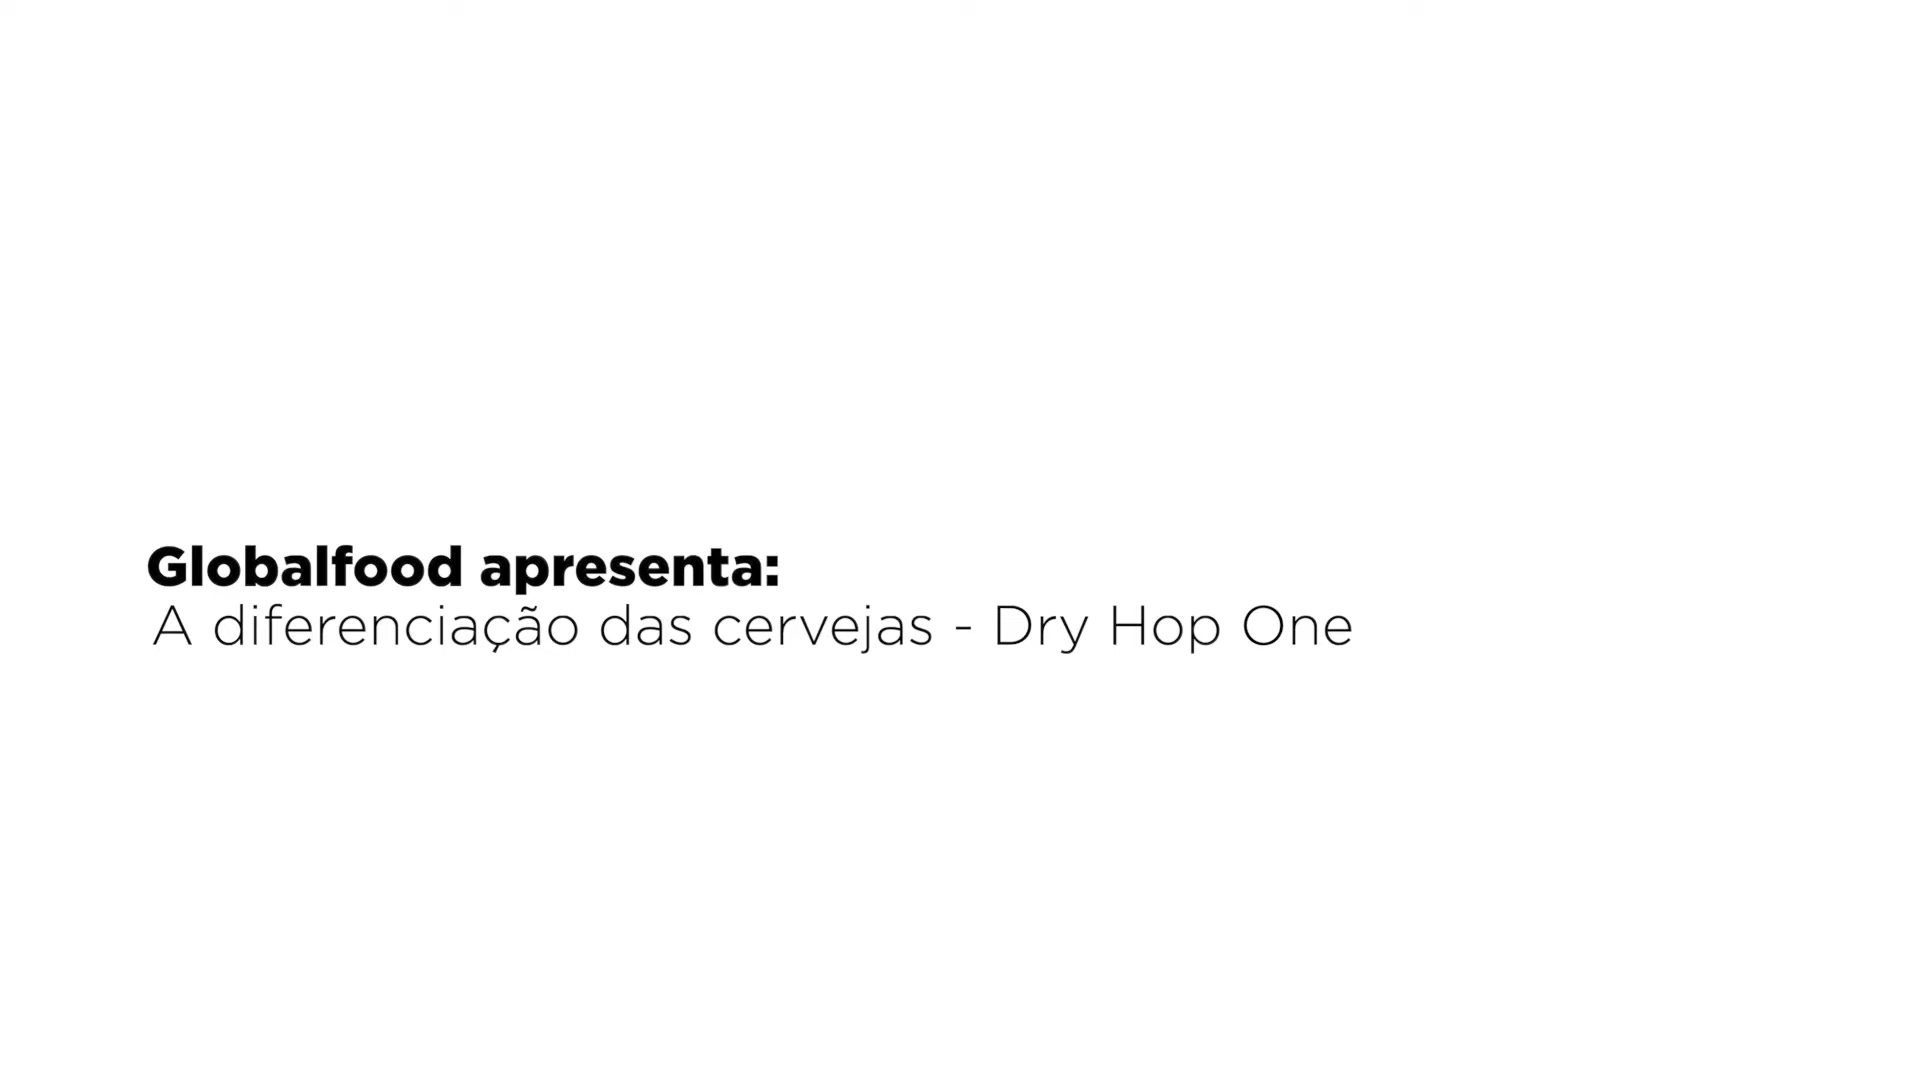 Globalfood apresenta:
A diferenciação das cervejas - Dry Hop One